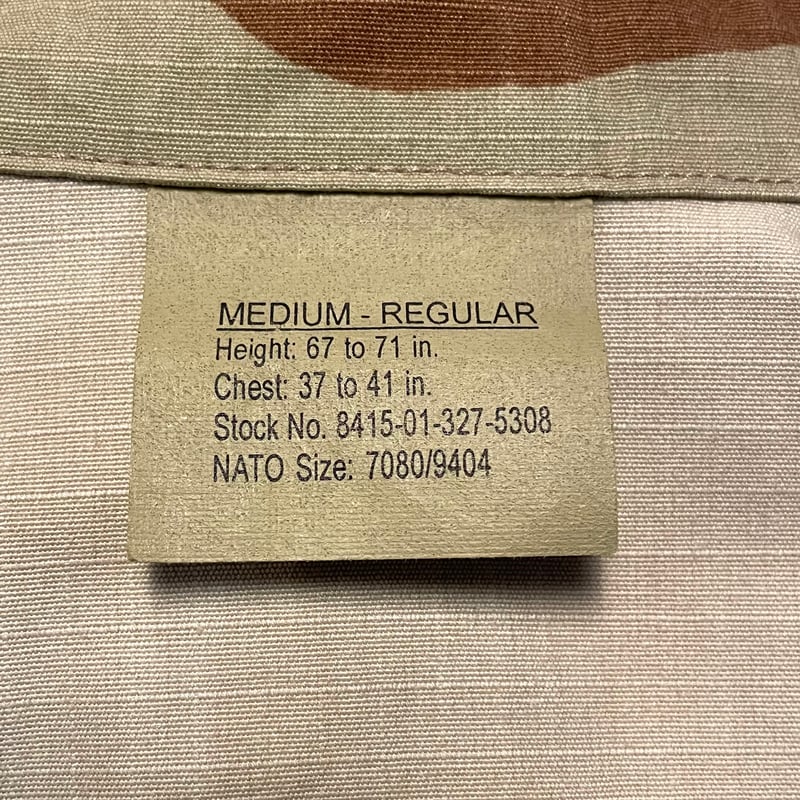 MEDIUM - REGULAR
Height: 67 to 71 in.
Chest: 37 to 41 in.
Stock No. 8415-01-327-5308
NATO Size: 7080/9404